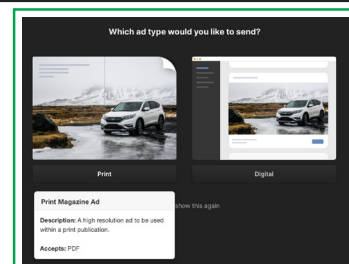 Which ad type would you like to send?
Print
Digital
show this again
Print Magazine Ad
Description: A high resolution ad to be used
within a print publication.
Accepts: PDF